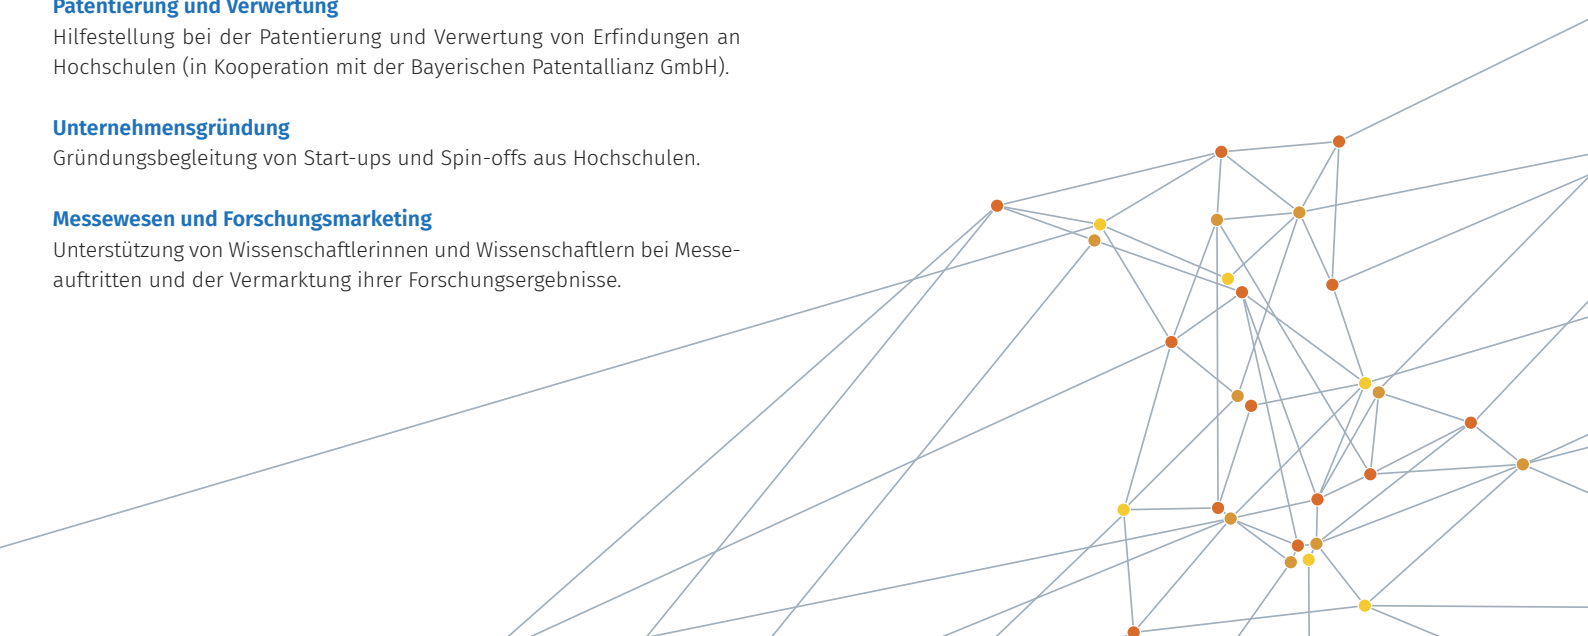 Patentierung und Verwertung
Hilfestellung bei der Patentierung und Verwertung von Erfindungen an
Hochschulen (in Kooperation mit der Bayerischen Patentallianz GmbH).
Unternehmensgründung
Gründungsbegleitung von Start-ups und Spin-offs aus Hochschulen.
Messewesen und Forschungsmarketing
Unterstützung von Wissenschaftlerinnen und Wissenschaftlern bei Messe-
auftritten und der Vermarktung ihrer Forschungsergebnisse.